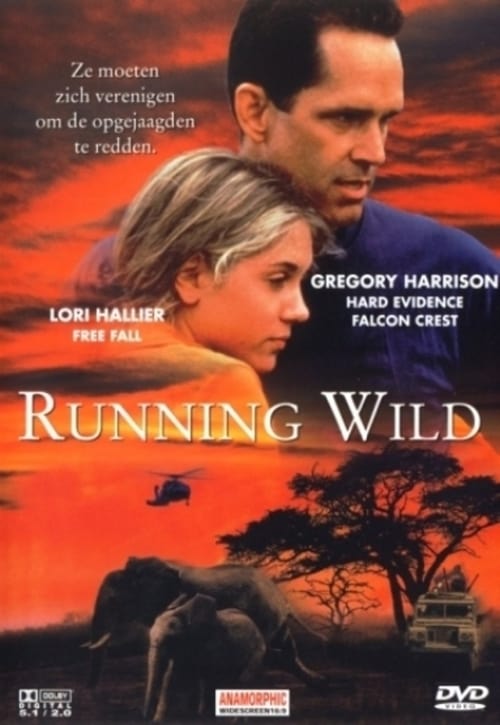 Ze moeten
zich verenigen
om de opgejaagden
te redden.
GREGORY HARRISON
HARD EVIDENCE
FALCON CREST
LORI HALLIER
FREE FALL
RUNNING WILD
DOLBY
DIGITAL
5.1 / 2.0
ANAMORPHIC
WIDESCREEN 16:9
DVD
VIDEO